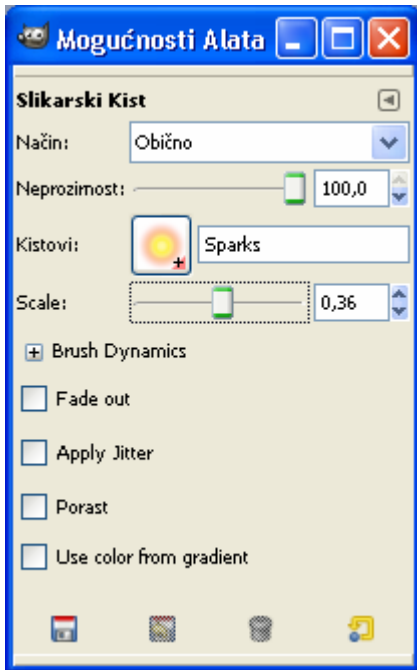 Mogućnosti Alata
Slikarski Kist
Način: Obično
Neprozirnost: 100,0
Kistovi: Sparks
Scale: 0,36
Brush Dynamics
Fade out
Apply Jitter
Porast
Use color from gradient